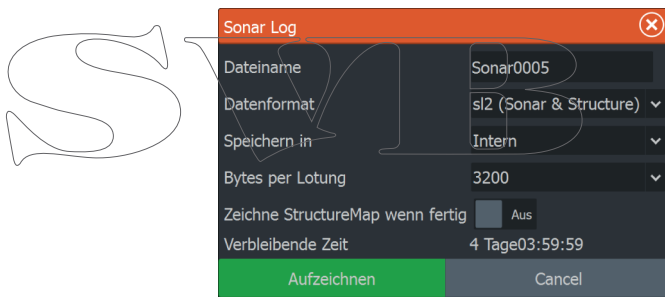 Sonar Log
Dateiname Sonar0005
Datenformat sl2 (Sonar & Structure)
Speichern in Intern
Bytes per Lotung 3200
Zeichne StructureMap wenn fertig Aus
Verbleibende Zeit 4 Tage03:59:59
Aufzeichnen Cancel
SVB